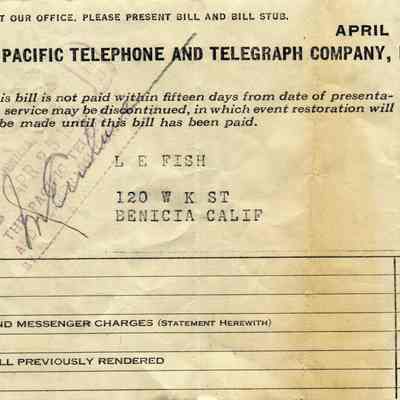 T OUR OFFICE, PLEASE PRESENT BILL AND BILL STUB.
APRIL
PACIFIC TELEPHONE AND TELEGRAPH COMPANY,
is bill is not paid within fifteen days from date of presenta-
service may be discontinued, in which event restoration will
be made until this bill has been paid.
L E FISH
120 W K ST
BENICIA CALIF
ND MESSENGER CHARGES (STATEMENT HEREWITH)
LL PREVIOUSLY RENDERED